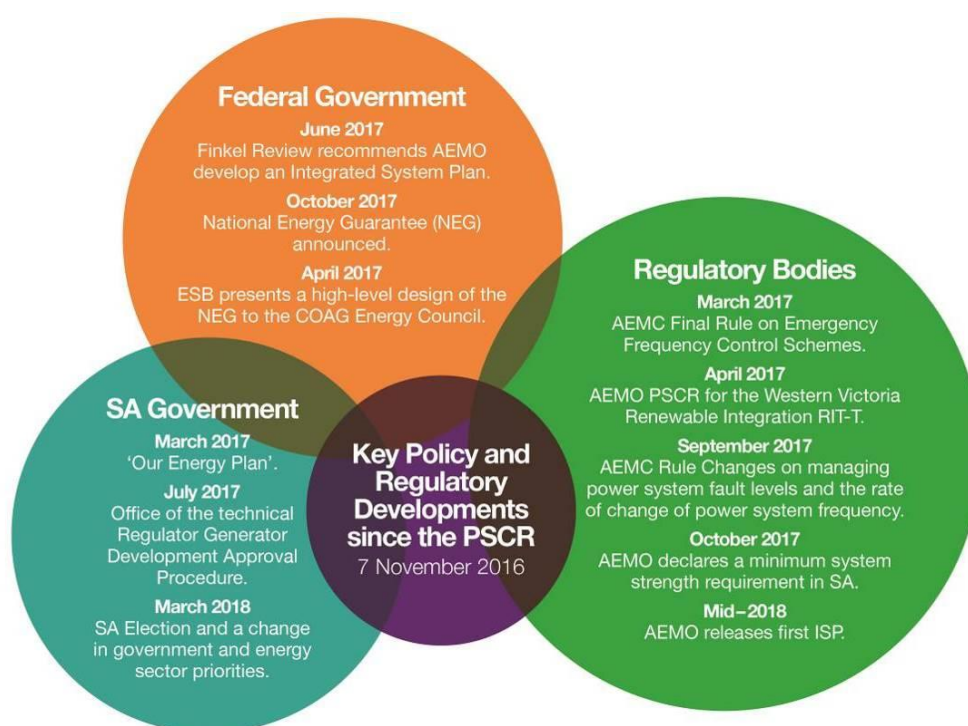 Federal Government
June 2017
Finkel Review recommends AEMO
develop an Integrated System Plan.
October 2017
National Energy Guarantee (NEG)
announced.
April 2017
ESB presents a high-level design of the
NEG to the COAG Energy Council.
SA Government
March 2017
‘Our Energy Plan’.
July 2017
Office of the technical
Regulator Generator
Development Approval
Procedure.
March 2018
SA Election and a change
in government and energy
sector priorities.
Key Policy and
Regulatory
Developments
since the PSCR
7 November 2016
Regulatory Bodies
March 2017
AEMC Final Rule on Emergency
Frequency Control Schemes.
April 2017
AEMO PSCR for the Western Victoria
Renewable Integration RIT-T.
September 2017
AEMC Rule Changes on managing
power system fault levels and the rate
of change of power system frequency.
October 2017
AEMO declares a minimum system
strength requirement in SA.
Mid–2018
AEMO releases first ISP.